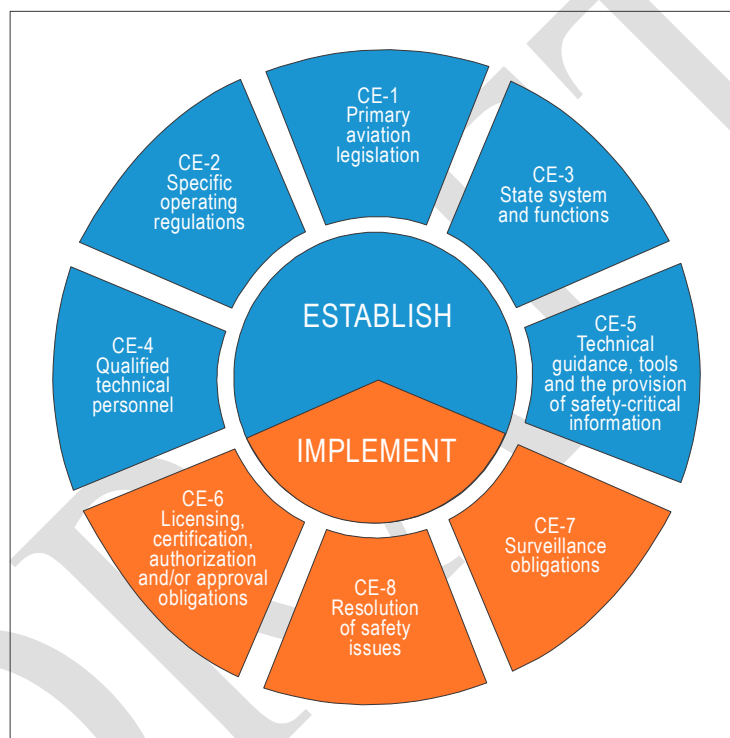 CE-1
Primary
aviation
legislation
CE-2
Specific
operating
regulations
CE-3
State system
and functions
CE-4
Qualified
technical
personnel
CE-5
Technical
guidance, tools
and the provision
of safety-critical
information
ESTABLISH
IMPLEMENT
CE-6
Licensing,
certification,
authorization
and/or approval
obligations
CE-7
Surveillance
obligations
CE-8
Resolution
of safety
issues